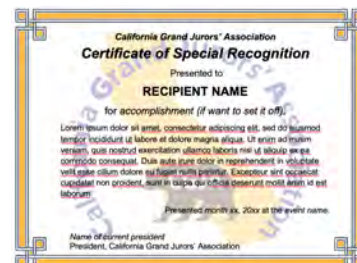 California Grand Jurors' Association
Certificate of Special Recognition
Presented to
RECIPIENT NAME
for accomplishment (if want to set it off).
Lorem ipsum dolor sit amet, consectetur adipiscing elit, sed do eiusmod
tempor incididunt ut labore et dolore magna aliqua. Ut enim ad minim
veniam, quis nostrud exercitation ullamco laboris nisi ut aliquip ex ea
commodo consequat. Duis aute irure dolor in reprehenderit in voluptate
velit esse cillum dolore eu fugiat nulla pariatur. Excepteur sint occaecat
cupidatat non proident, sunt in culpa qui officia deserunt mollit anim id est
laborum
Presented month xx, 20xx at the event name.
Name of current president
President, California Grand Jurors' Association